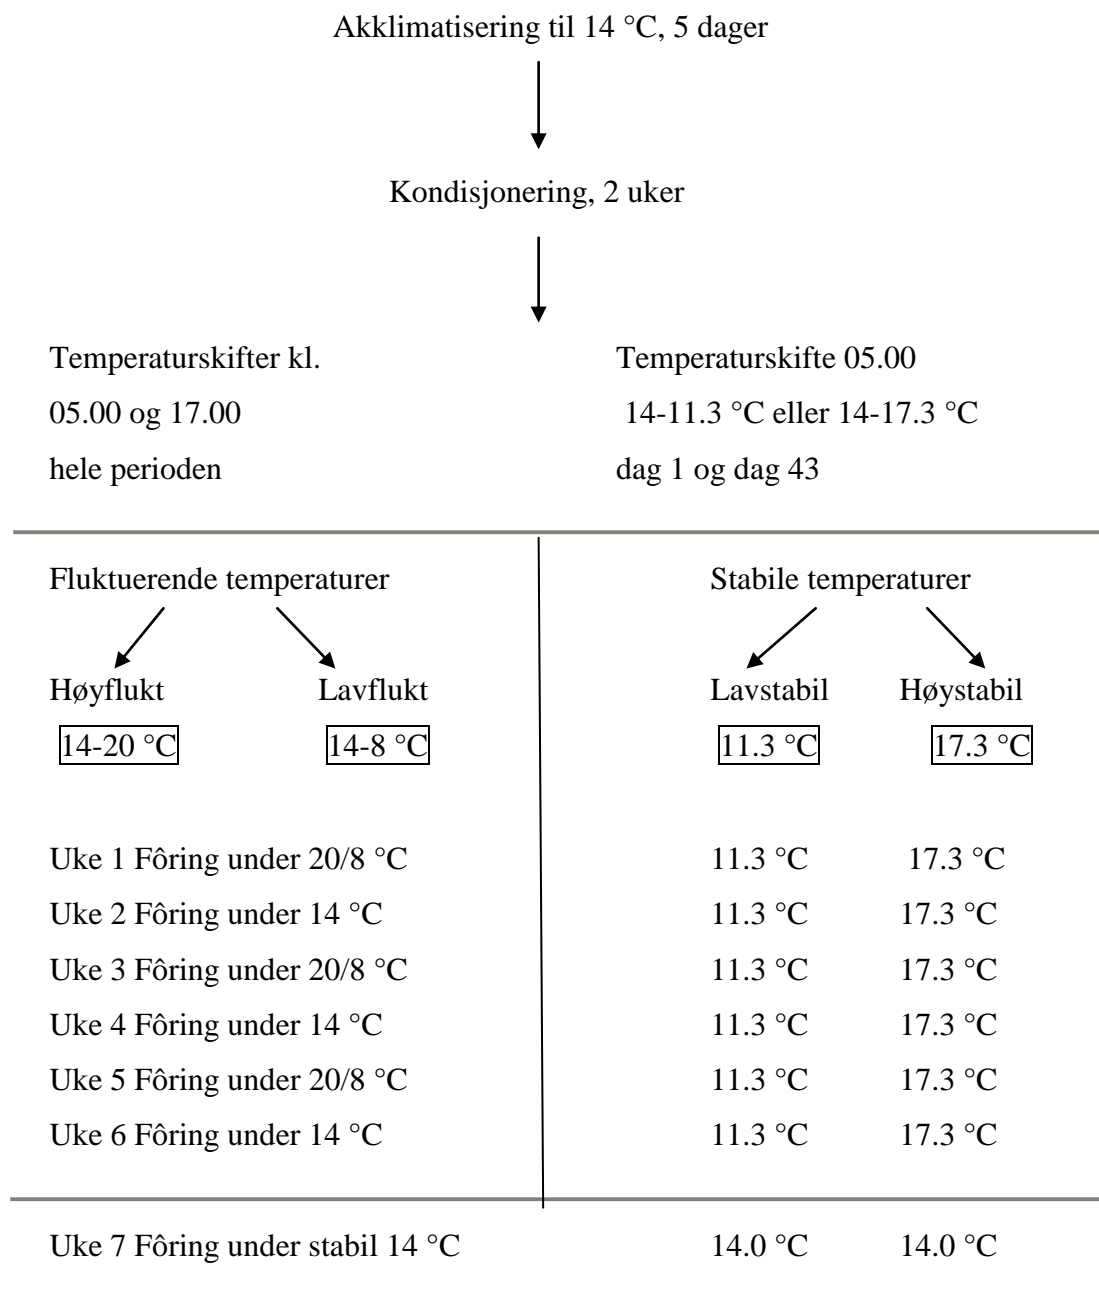 Akklimatisering til 14 °C, 5 dager
Kondisjonering, 2 uker
Temperaturskifter kl. Temperaturskifte 05.00
05.00 og 17.00 14-11.3 °C eller 14-17.3 °C
hele perioden dag 1 og dag 43
Fluktuerende temperaturer Stabile temperaturer
Høyflukt Lavflukt Lavstabil Høystabil
14-20 °C 14-8 °C 11.3 °C 17.3 °C
Uke 1 Fôring under 20/8 °C 11.3 °C 17.3 °C
Uke 2 Fôring under 14 °C 11.3 °C 17.3 °C
Uke 3 Fôring under 20/8 °C 11.3 °C 17.3 °C
Uke 4 Fôring under 14 °C 11.3 °C 17.3 °C
Uke 5 Fôring under 20/8 °C 11.3 °C 17.3 °C
Uke 6 Fôring under 14 °C 11.3 °C 17.3 °C
Uke 7 Fôring under stabil 14 °C 14.0 °C 14.0 °C